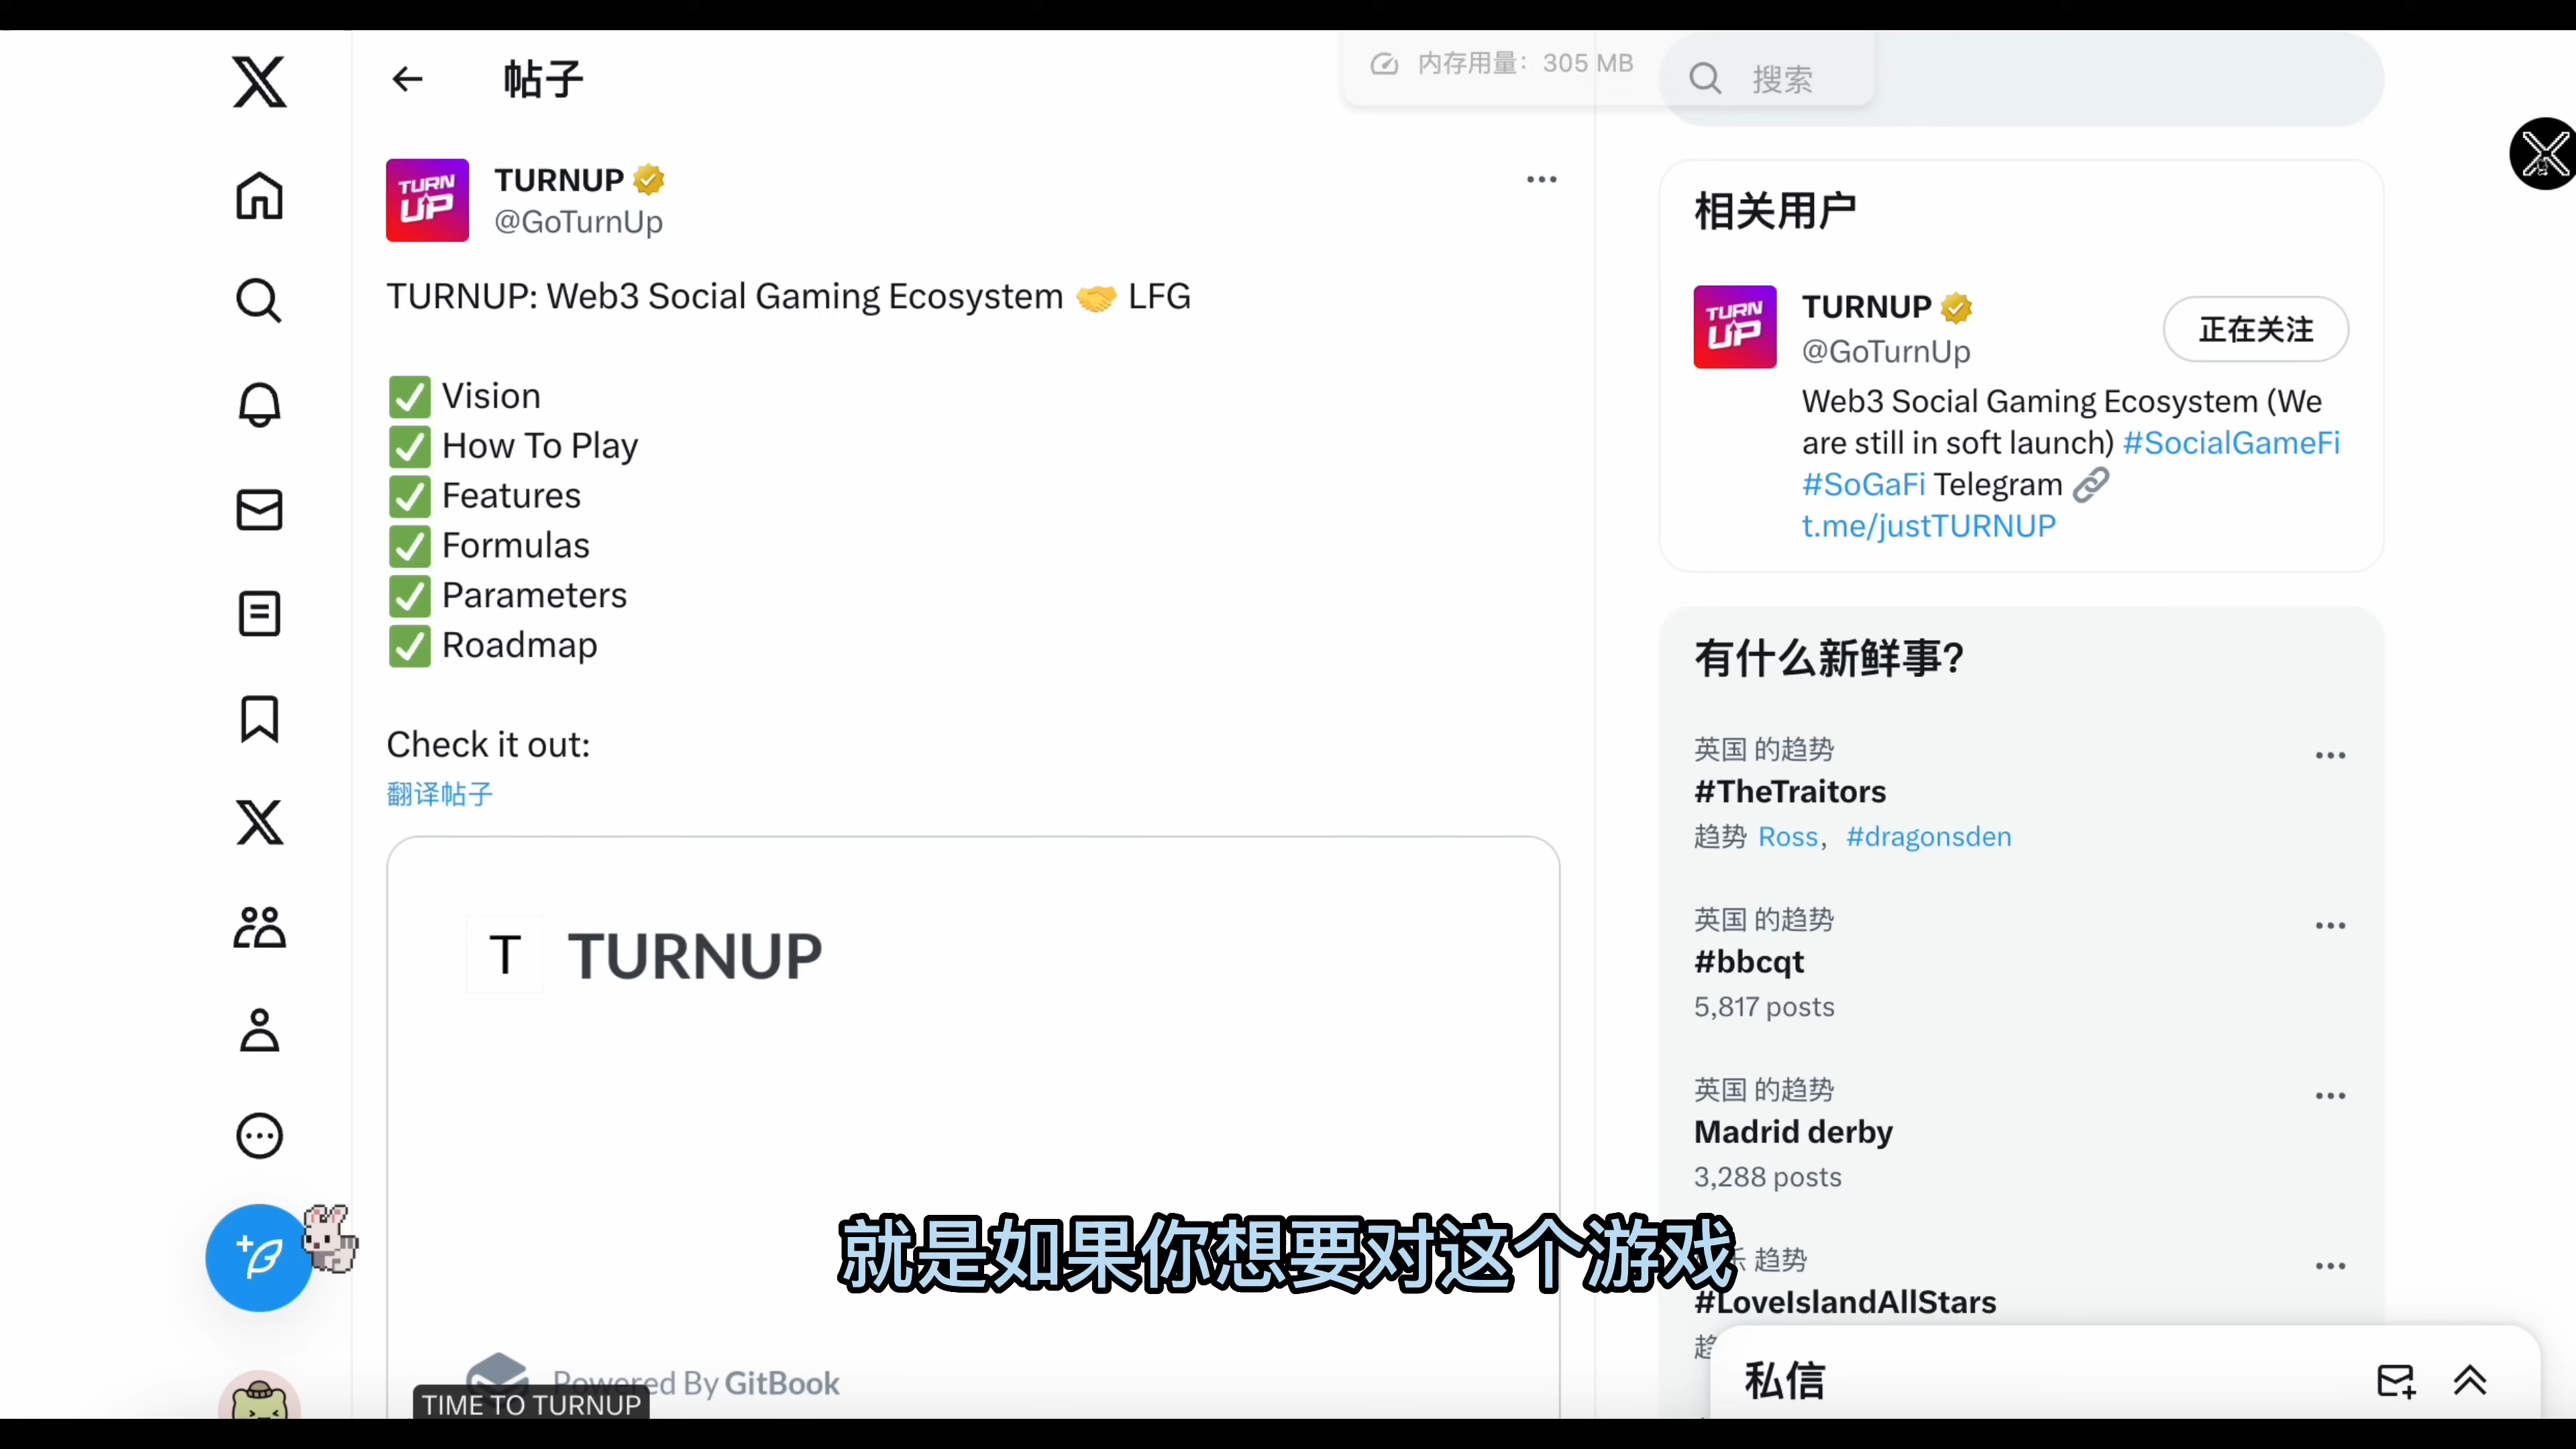 帖子
内存用量：305 MB
搜索
TURN UP
TURNUP
@GoTurnUp
TURNUP: Web3 Social Gaming Ecosystem 🤝 LFG
✅ Vision
✅ How To Play
✅ Features
✅ Formulas
✅ Parameters
✅ Roadmap
Check it out:
翻译帖子
T TURNUP
Powered By GitBook
TIME TO TURNUP
相关用户
TURN UP
TURNUP
@GoTurnUp
正在关注
Web3 Social Gaming Ecosystem (We
are still in soft launch) #SocialGameFi
#SoGaFi Telegram 🔗
t.me/justTURNUP
有什么新鲜事?
英国 的趋势
#TheTraitors
趋势 Ross，#dragonsden
英国 的趋势
#bbcqt
5,817 posts
英国 的趋势
Madrid derby
3,288 posts
趋势
#LoveIslandAllStars
私信
就是如果你想要对这个游戏